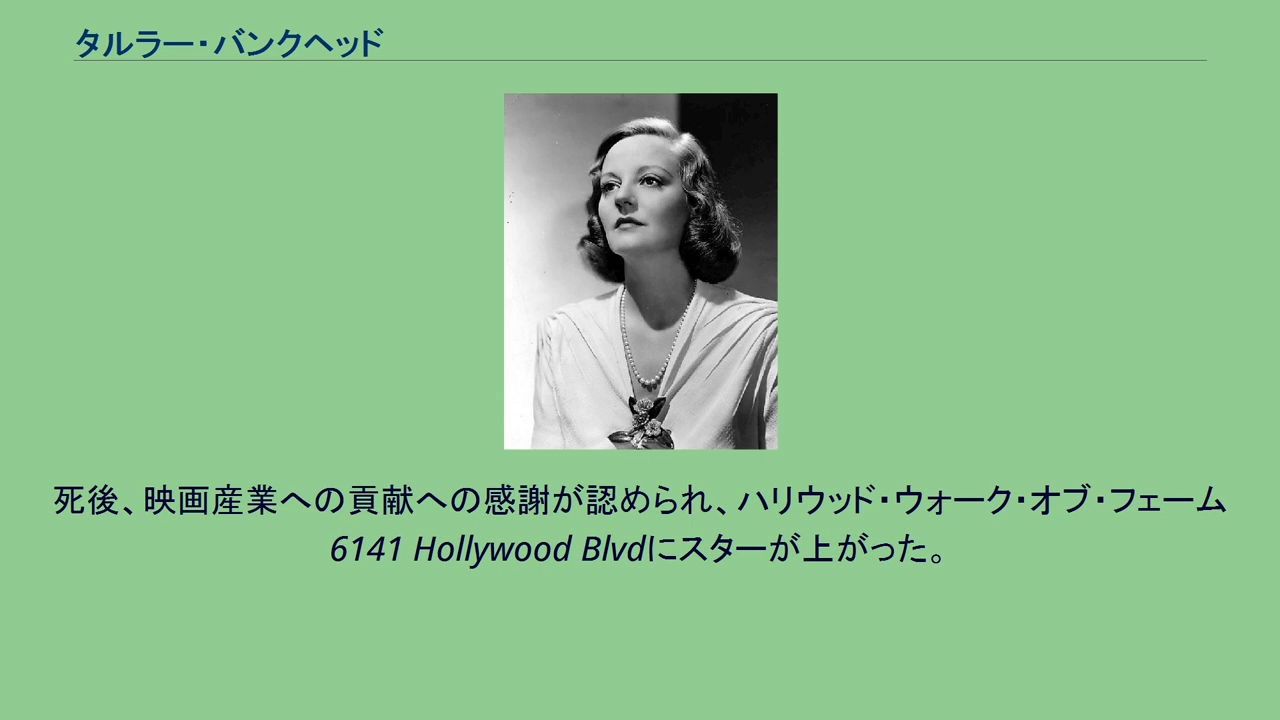 タルラー・バンクヘッド
死後、映画産業への貢献への感謝が認められ、ハリウッド・ウォーク・オブ・フェーム
6141 Hollywood Blvdにスターが上がった。